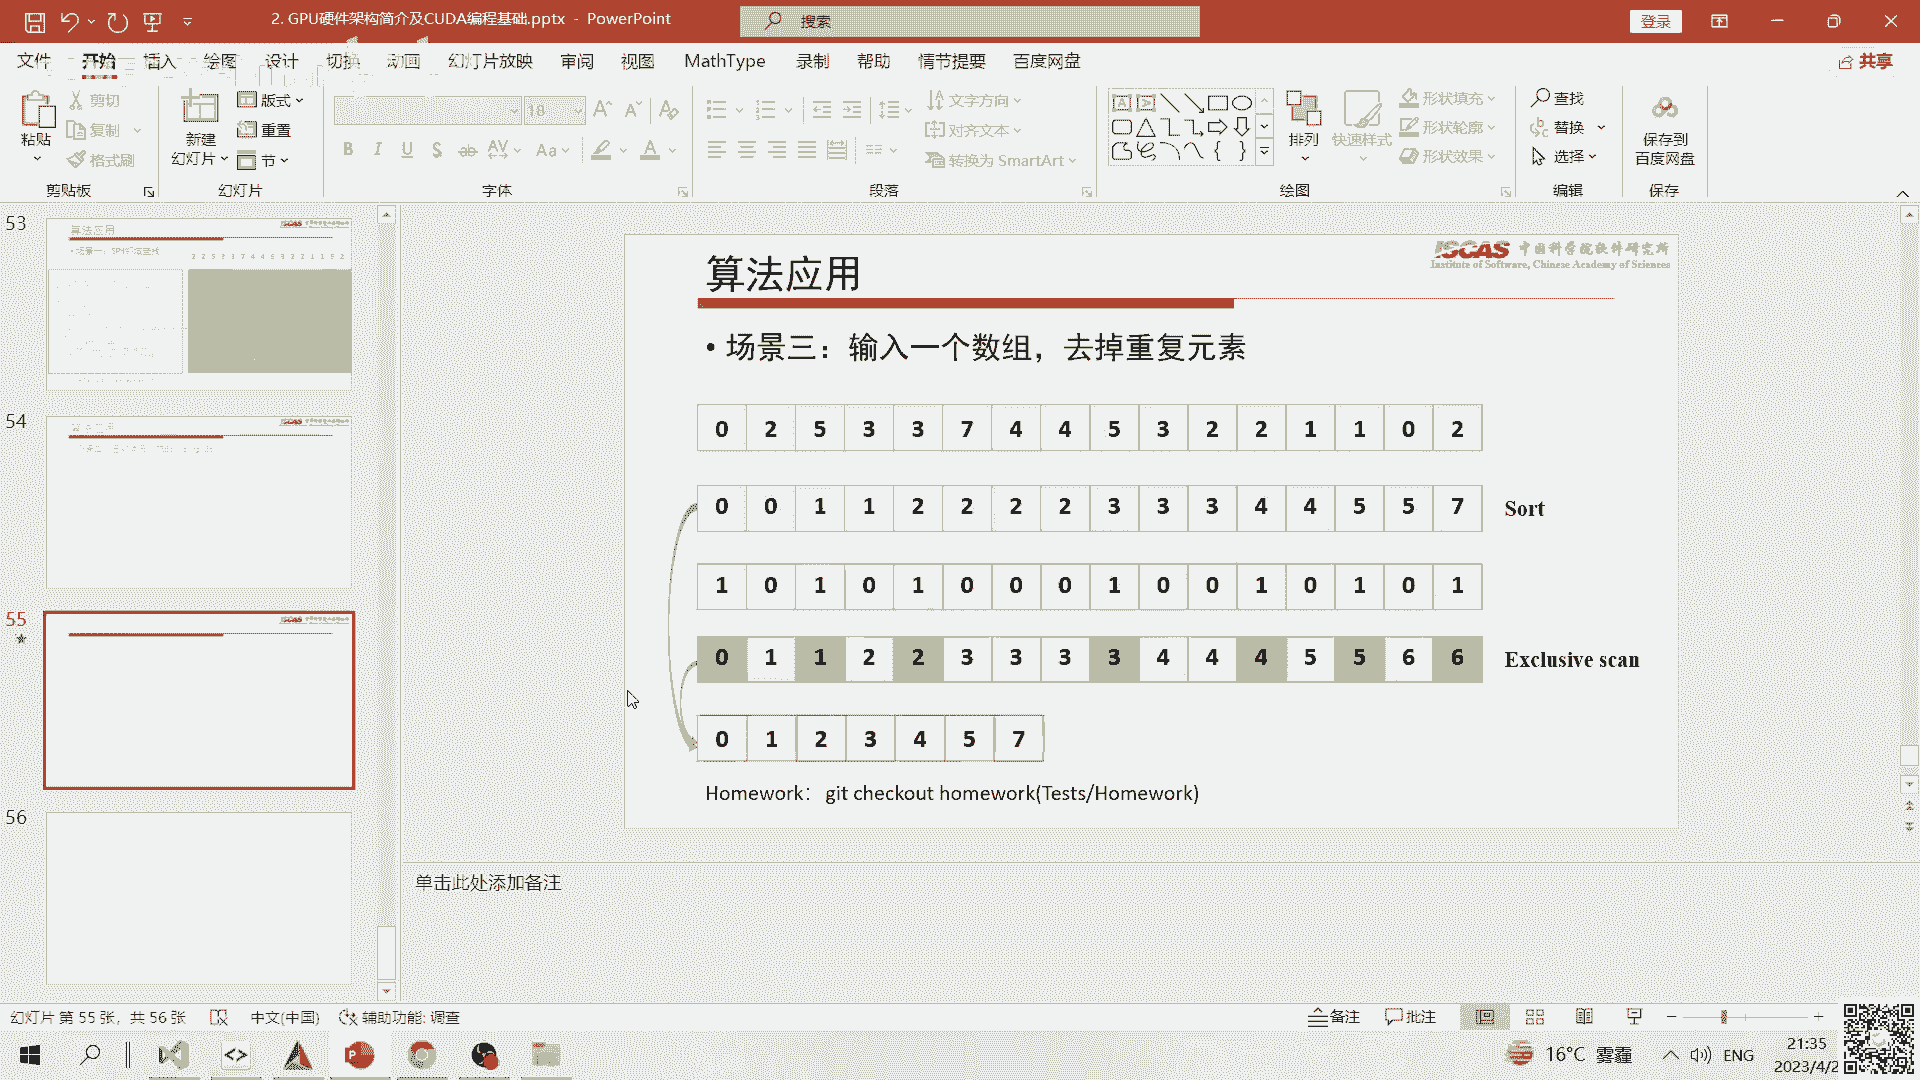 2. GPU硬件架构简介及CUDA编程基础.pptx - PowerPoint
搜索
登录
文件 开始 插入 绘图 设计 切换 动画 幻灯片放映 审阅 视图 MathType 录制 帮助 情节提要 百度网盘
共享
粘贴
剪切
复制
格式刷
剪贴板
新建
幻灯片
版式
重置
节
幻灯片
18
B I U S ab AV Aa A
字体
文字方向
对齐文本
转换为 SmartArt
段落
排列
快速样式
形状填充
形状轮廓
形状效果
绘图
查找
替换
选择
编辑
保存到
百度网盘
保存
53
算法应用
54
55
56
ISCAS 中国科学院软件研究所
Institute of Software, Chinese Academy of Sciences
算法应用
• 场景三：输入一个数组，去掉重复元素
0 2 5 3 3 7 4 4 5 3 2 2 1 1 0 2
0 0 1 1 2 2 2 2 3 3 3 4 4 5 5 7 Sort
1 0 1 0 1 0 0 0 1 0 0 1 0 1 0 1
0 1 1 2 2 3 3 3 3 4 4 4 5 5 6 6 Exclusive scan
0 1 2 3 4 5 7
Homework： git checkout homework(Tests/Homework)
单击此处添加备注
幻灯片 第 55 张，共 56 张 中文(中国) 辅助功能: 调查
备注 批注
16°C 雾霾 ENG
21:35
2023/4/2